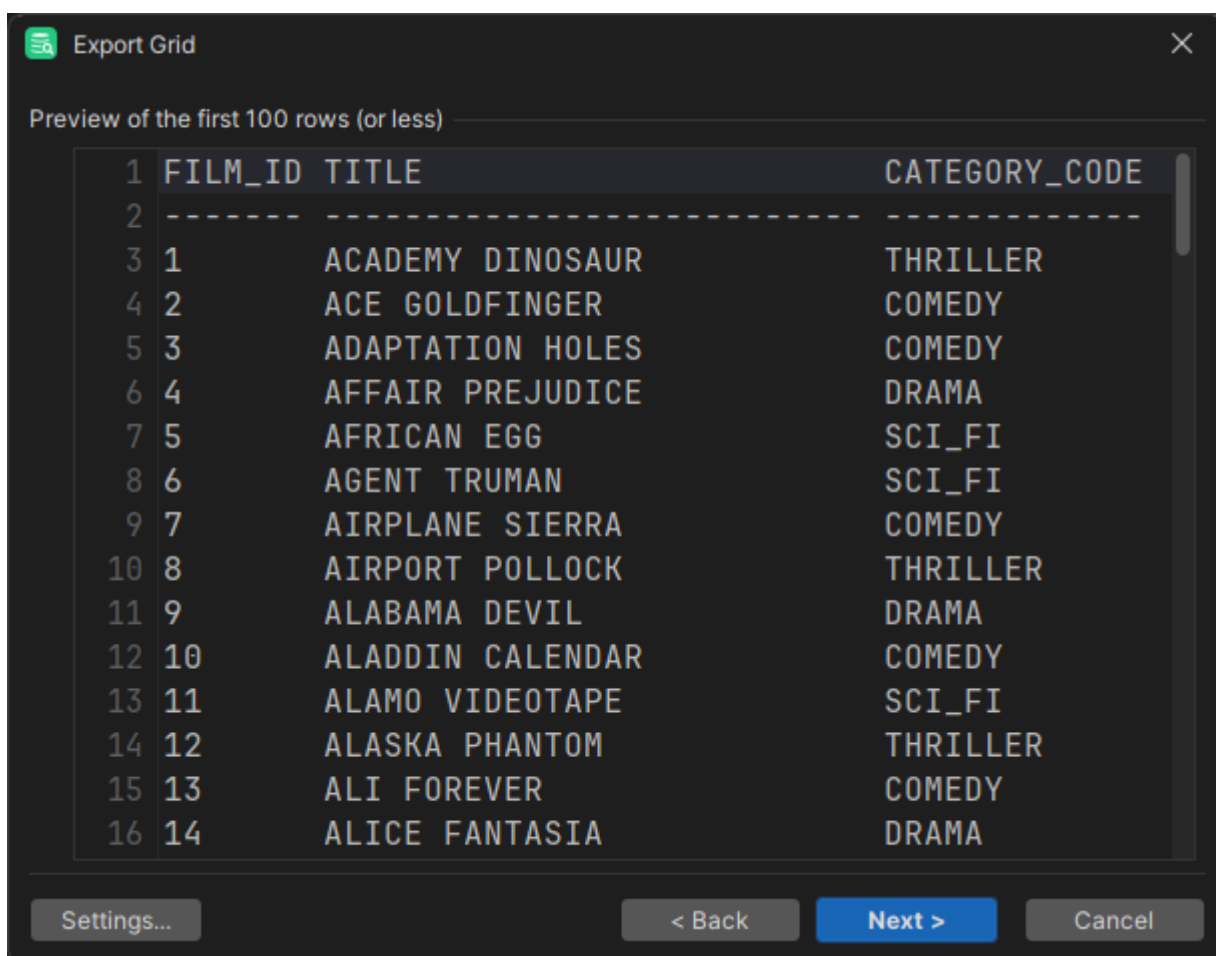 Export Grid
Preview of the first 100 rows (or less)
1 FILM_ID TITLE                       CATEGORY_CODE
2 ------- --------------------------- -------------
3 1       ACADEMY DINOSAUR            THRILLER
4 2       ACE GOLDFINGER              COMEDY
5 3       ADAPTATION HOLES            COMEDY
6 4       AFFAIR PREJUDICE            DRAMA
7 5       AFRICAN EGG                 SCI_FI
8 6       AGENT TRUMAN                SCI_FI
9 7       AIRPLANE SIERRA             COMEDY
10 8       AIRPORT POLLOCK             THRILLER
11 9       ALABAMA DEVIL               DRAMA
12 10      ALADDIN CALENDAR            COMEDY
13 11      ALAMO VIDEOTAPE             SCI_FI
14 12      ALASKA PHANTOM              THRILLER
15 13      ALI FOREVER                 COMEDY
16 14      ALICE FANTASIA              DRAMA
Settings... < Back Next > Cancel